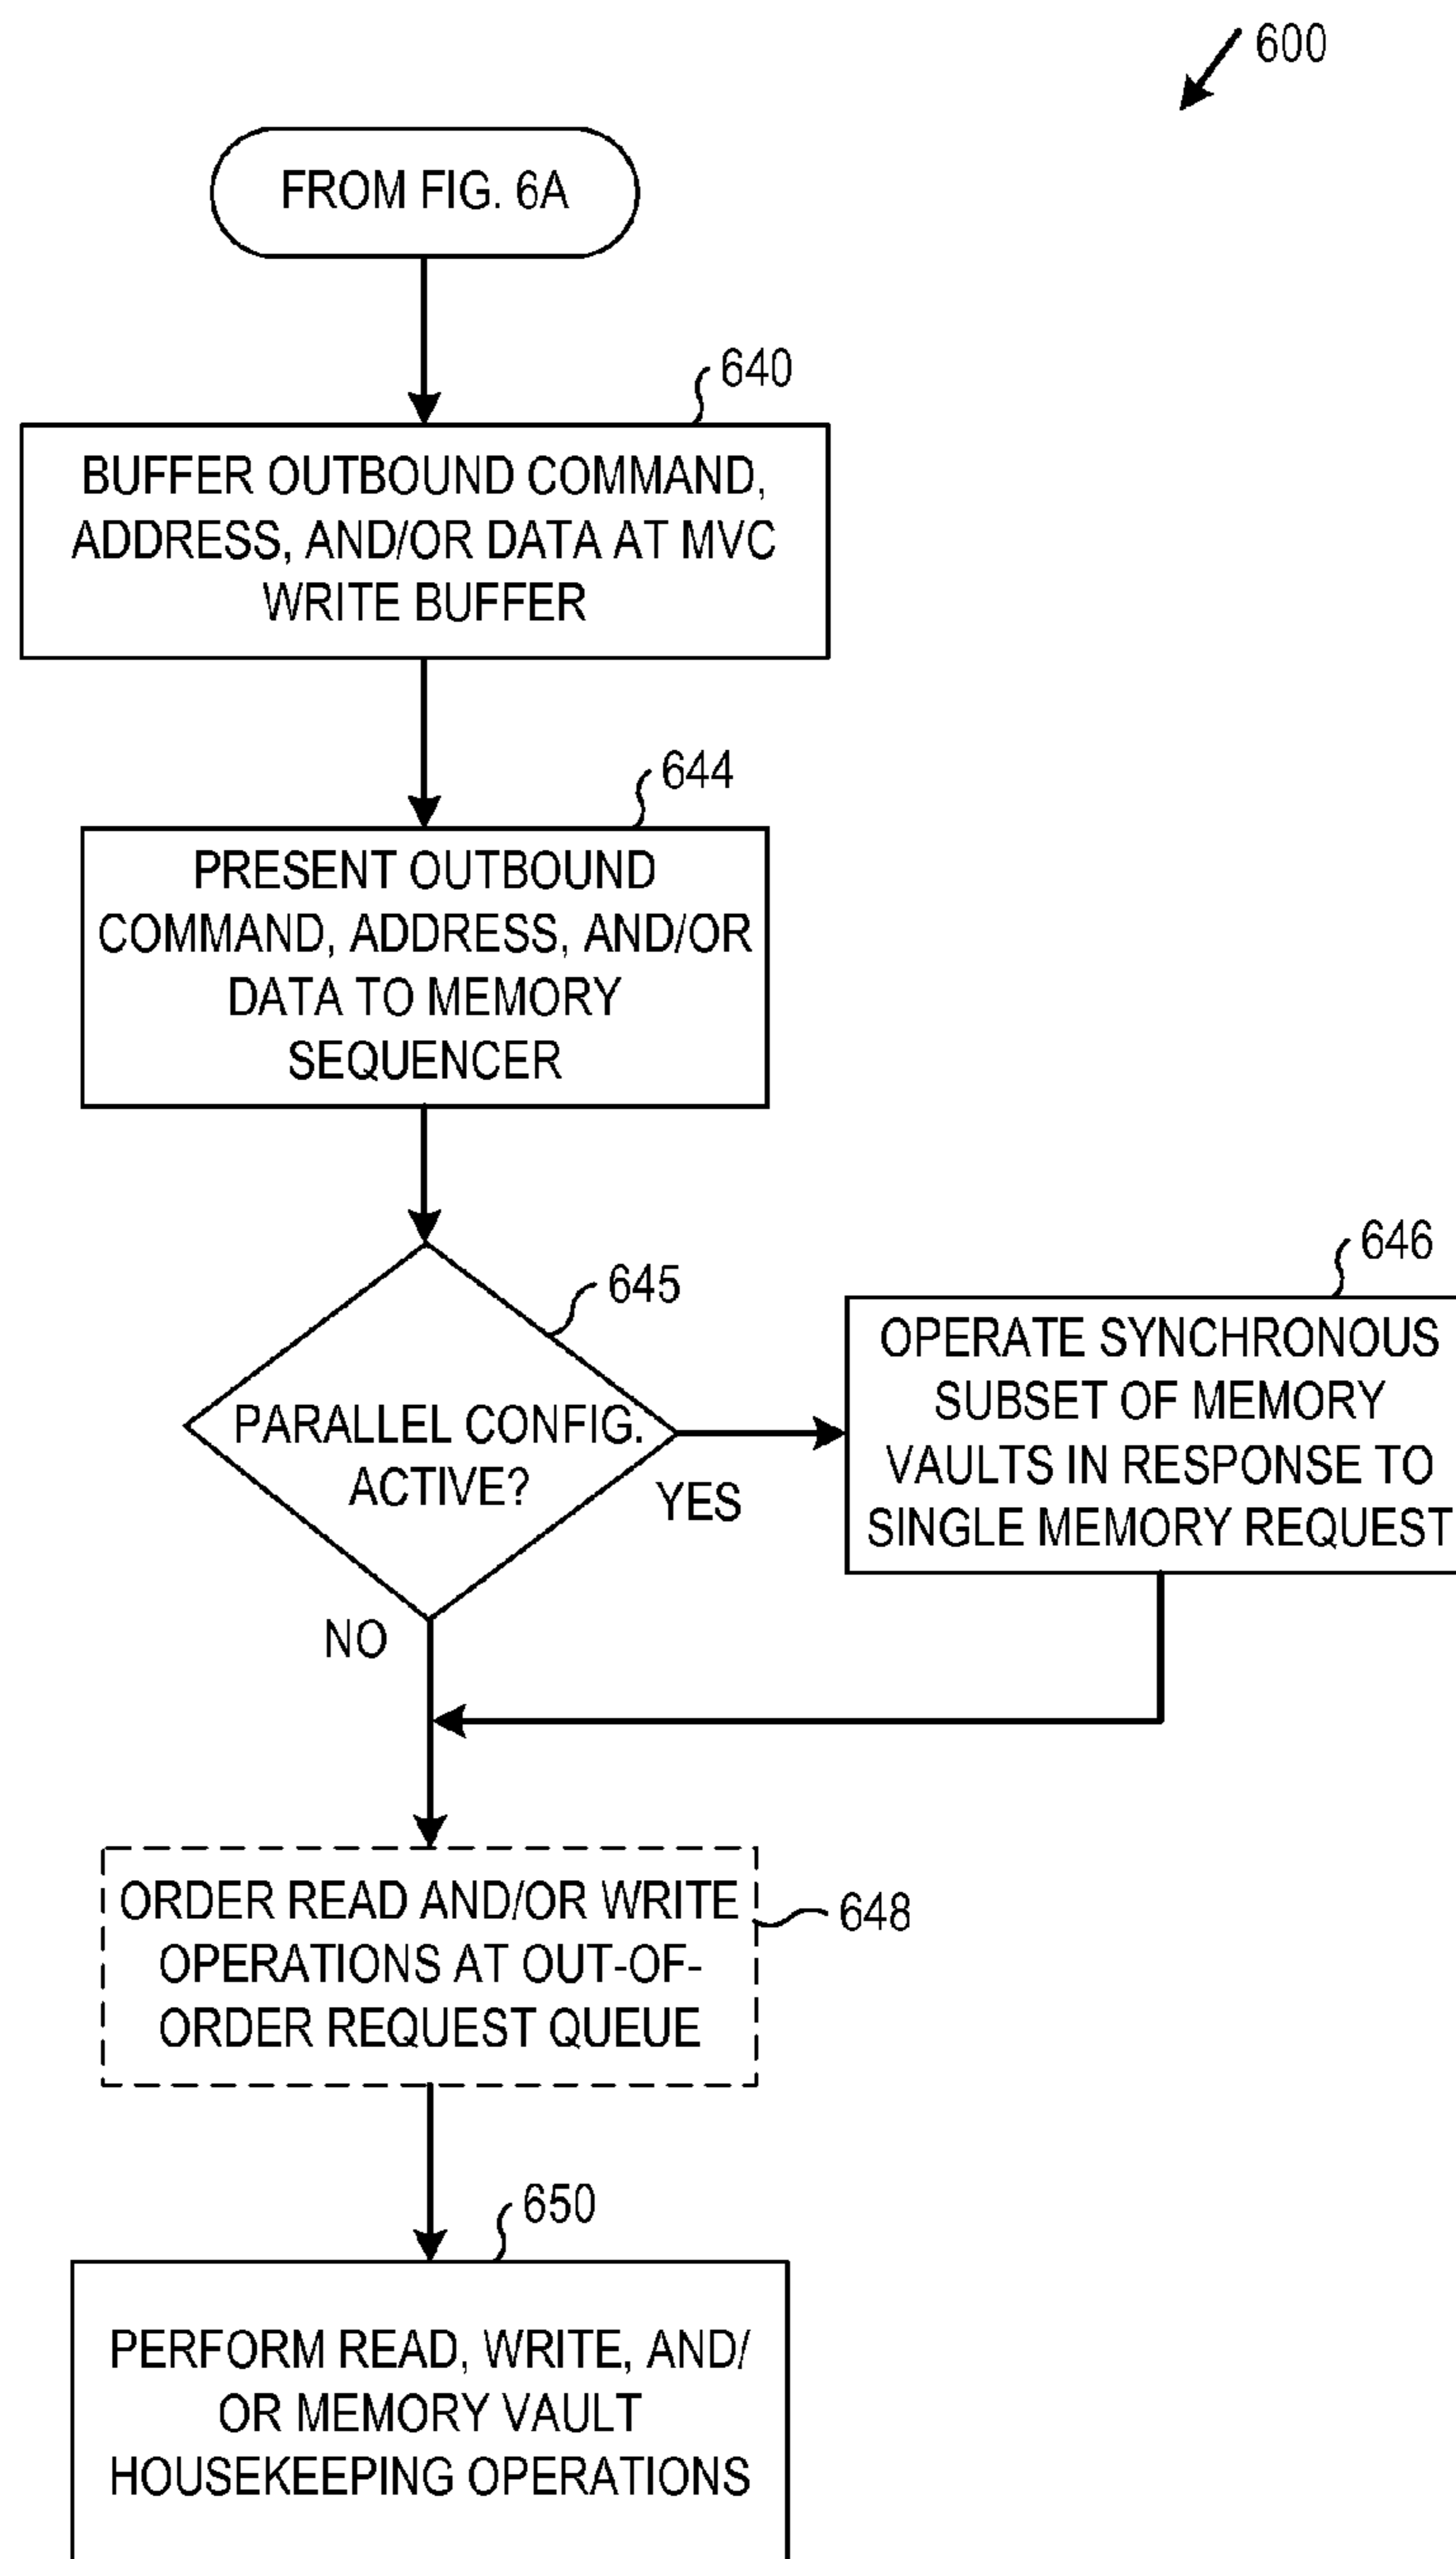 600
FROM FIG. 6A
640
BUFFER OUTBOUND COMMAND,
ADDRESS, AND/OR DATA AT MVC
WRITE BUFFER
644
PRESENT OUTBOUND
COMMAND, ADDRESS, AND/OR
DATA TO MEMORY
SEQUENCER
645
PARALLEL CONFIG.
ACTIVE?
YES
NO
646
OPERATE SYNCHRONOUS
SUBSET OF MEMORY
VAULTS IN RESPONSE TO
SINGLE MEMORY REQUEST
ORDER READ AND/OR WRITE
OPERATIONS AT OUT-OF-
ORDER REQUEST QUEUE
648
650
PERFORM READ, WRITE, AND/
OR MEMORY VAULT
HOUSEKEEPING OPERATIONS